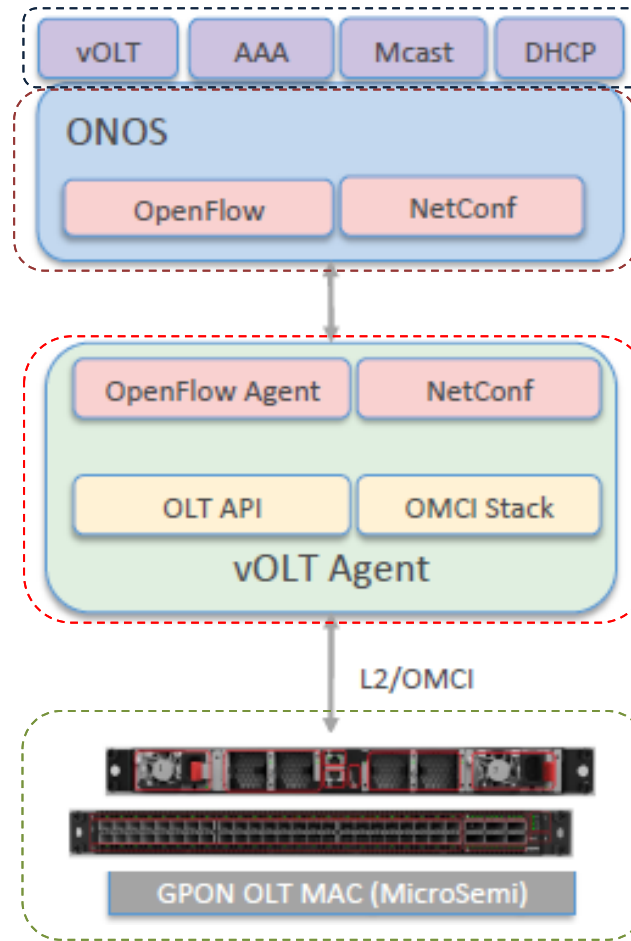 vOLT
AAA
Mcast
DHCP
ONOS
OpenFlow
NetConf
OpenFlow Agent
NetConf
OLT API
OMCI Stack
vOLT Agent
L2/OMCI
GPON OLT MAC (MicroSemi)